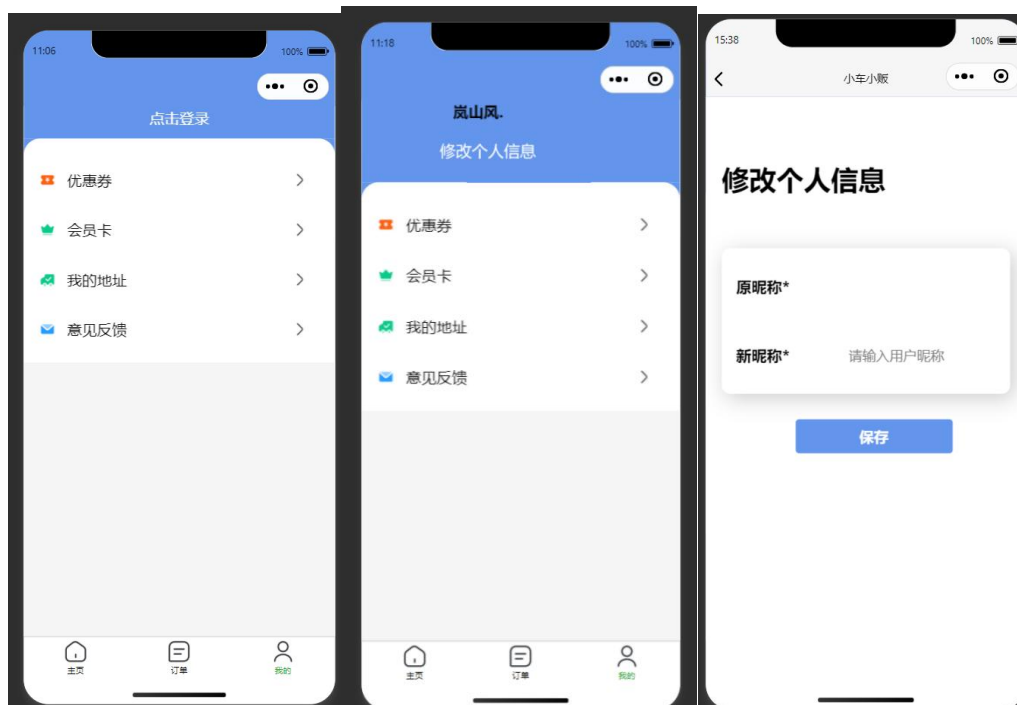 11:06
100%
点击登录
优惠券
会员卡
我的地址
意见反馈
主页
订单
我的
11:18
100%
岚山风.
修改个人信息
优惠券
会员卡
我的地址
意见反馈
主页
订单
我的
15:38
100%
小车小贩
修改个人信息
原昵称*
新昵称* 请输入用户昵称
保存